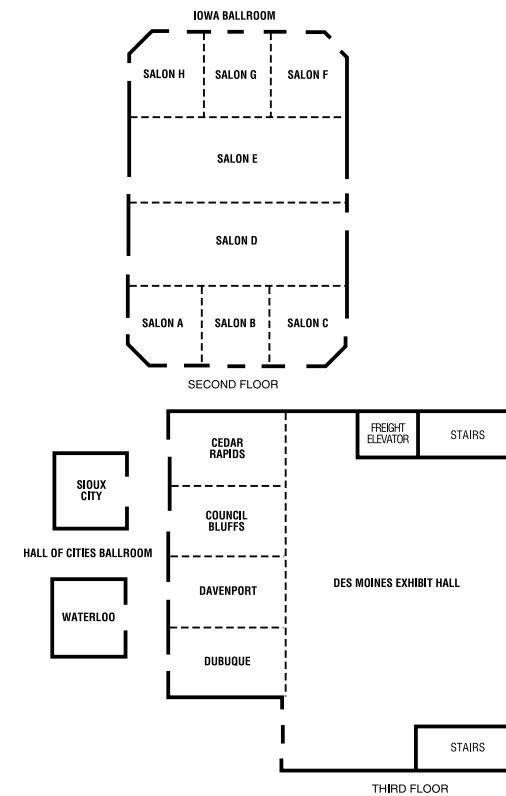 IOWA BALLROOM
SALON H
SALON G
SALON F
SALON E
SALON D
SALON A
SALON B
SALON C
SECOND FLOOR
CEDAR
RAPIDS
FREIGHT
ELEVATOR
STAIRS
SIOUX
CITY
COUNCIL
BLUFFS
HALL OF CITIES BALLROOM
DAVENPORT
DES MOINES EXHIBIT HALL
WATERLOO
DUBUQUE
STAIRS
THIRD FLOOR